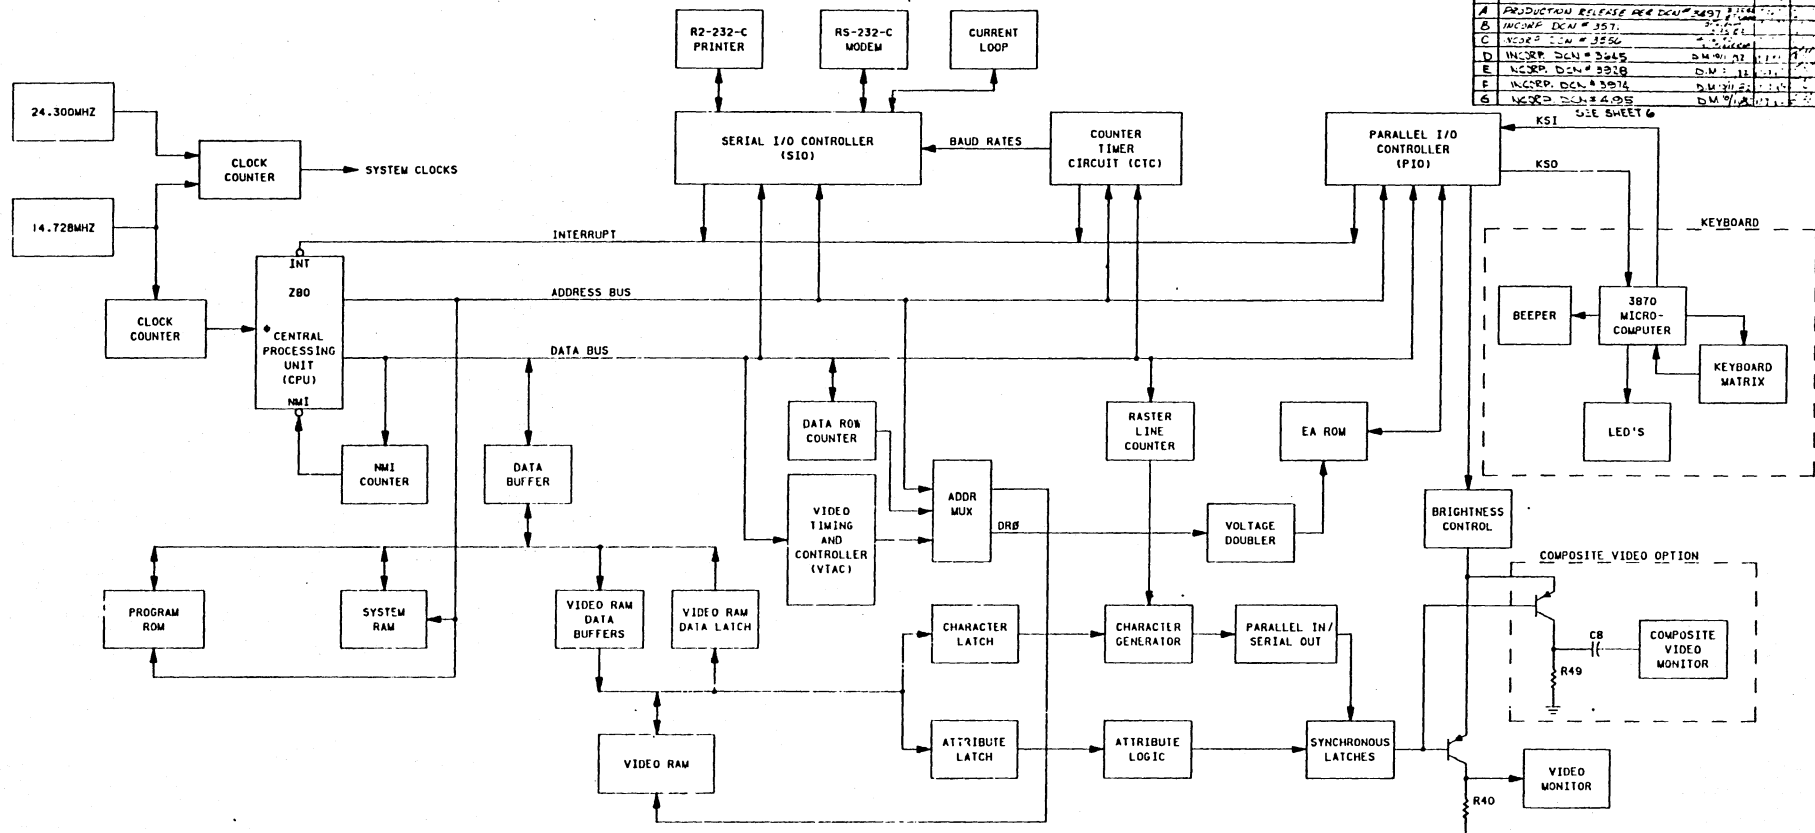 A PRODUCTION RELEASE PER DCN # 3497
B INCORP DCN # 357
C INCORP DCN # 3556
D INCORP. DCN # 3665 D.M.
E INCORP. DCN # 3928 D.M.
F INCORP. DCN # 3974 D.M.
G INCORP. DCN # 4195 D.M.
SEE SHEET 6
R2-232-C
PRINTER
RS-232-C
MODEM
CURRENT
LOOP
24.300MHZ
14.728MHZ
CLOCK
COUNTER
SYSTEM CLOCKS
SERIAL I/O CONTROLLER
(SIO)
BAUD RATES
COUNTER
TIMER
CIRCUIT (CTC)
PARALLEL I/O
CONTROLLER
(PIO)
KSI
KSO
KEYBOARD
INTERRUPT
INT
Z80
CENTRAL
PROCESSING
UNIT
(CPU)
NMI
CLOCK
COUNTER
ADDRESS BUS
DATA BUS
BEEPER
3870
MICRO-
COMPUTER
KEYBOARD
MATRIX
LED'S
NMI
COUNTER
DATA
BUFFER
DATA ROW
COUNTER
RASTER
LINE
COUNTER
EA ROM
VIDEO
TIMING
AND
CONTROLLER
(VTAC)
ADDR
MUX
DRØ
VOLTAGE
DOUBLER
BRIGHTNESS
CONTROL
COMPOSITE VIDEO OPTION
PROGRAM
ROM
SYSTEM
RAM
VIDEO RAM
DATA
BUFFERS
VIDEO RAM
DATA LATCH
CHARACTER
LATCH
CHARACTER
GENERATOR
PARALLEL IN/
SERIAL OUT
C8
R49
COMPOSITE
VIDEO
MONITOR
VIDEO RAM
ATTRIBUTE
LATCH
ATTRIBUTE
LOGIC
SYNCHRONOUS
LATCHES
VIDEO
MONITOR
R40